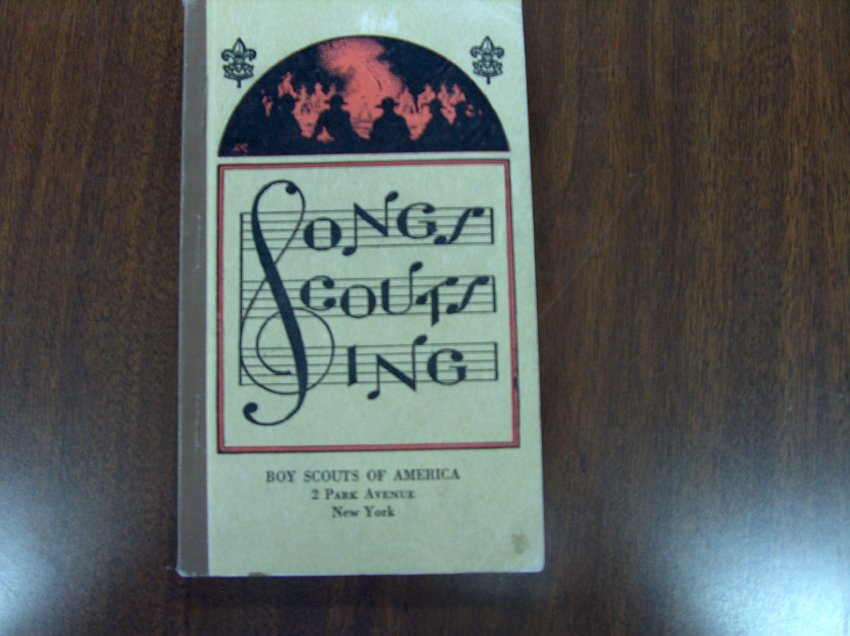 SONGS
SCOUTS
SING
BOY SCOUTS OF AMERICA
2 PARK AVENUE
New York